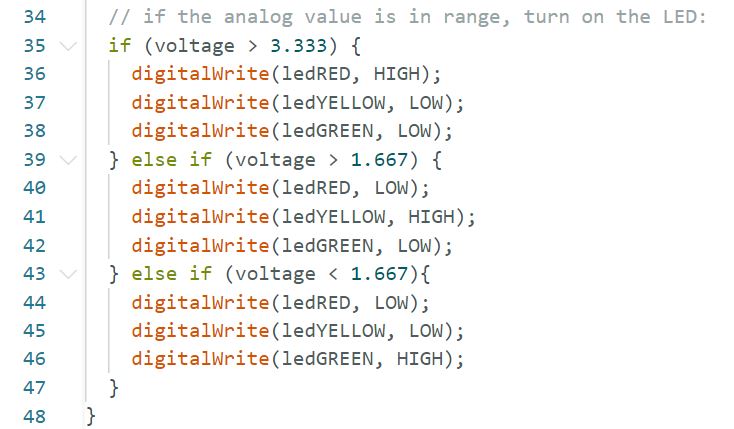 34 // if the analog value is in range, turn on the LED:
35 if (voltage > 3.333) {
36 digitalWrite(ledRED, HIGH);
37 digitalWrite(ledYELLOW, LOW);
38 digitalWrite(ledGREEN, LOW);
39 } else if (voltage > 1.667) {
40 digitalWrite(ledRED, LOW);
41 digitalWrite(ledYELLOW, HIGH);
42 digitalWrite(ledGREEN, LOW);
43 } else if (voltage < 1.667){
44 digitalWrite(ledRED, LOW);
45 digitalWrite(ledYELLOW, LOW);
46 digitalWrite(ledGREEN, HIGH);
47 }
48 }